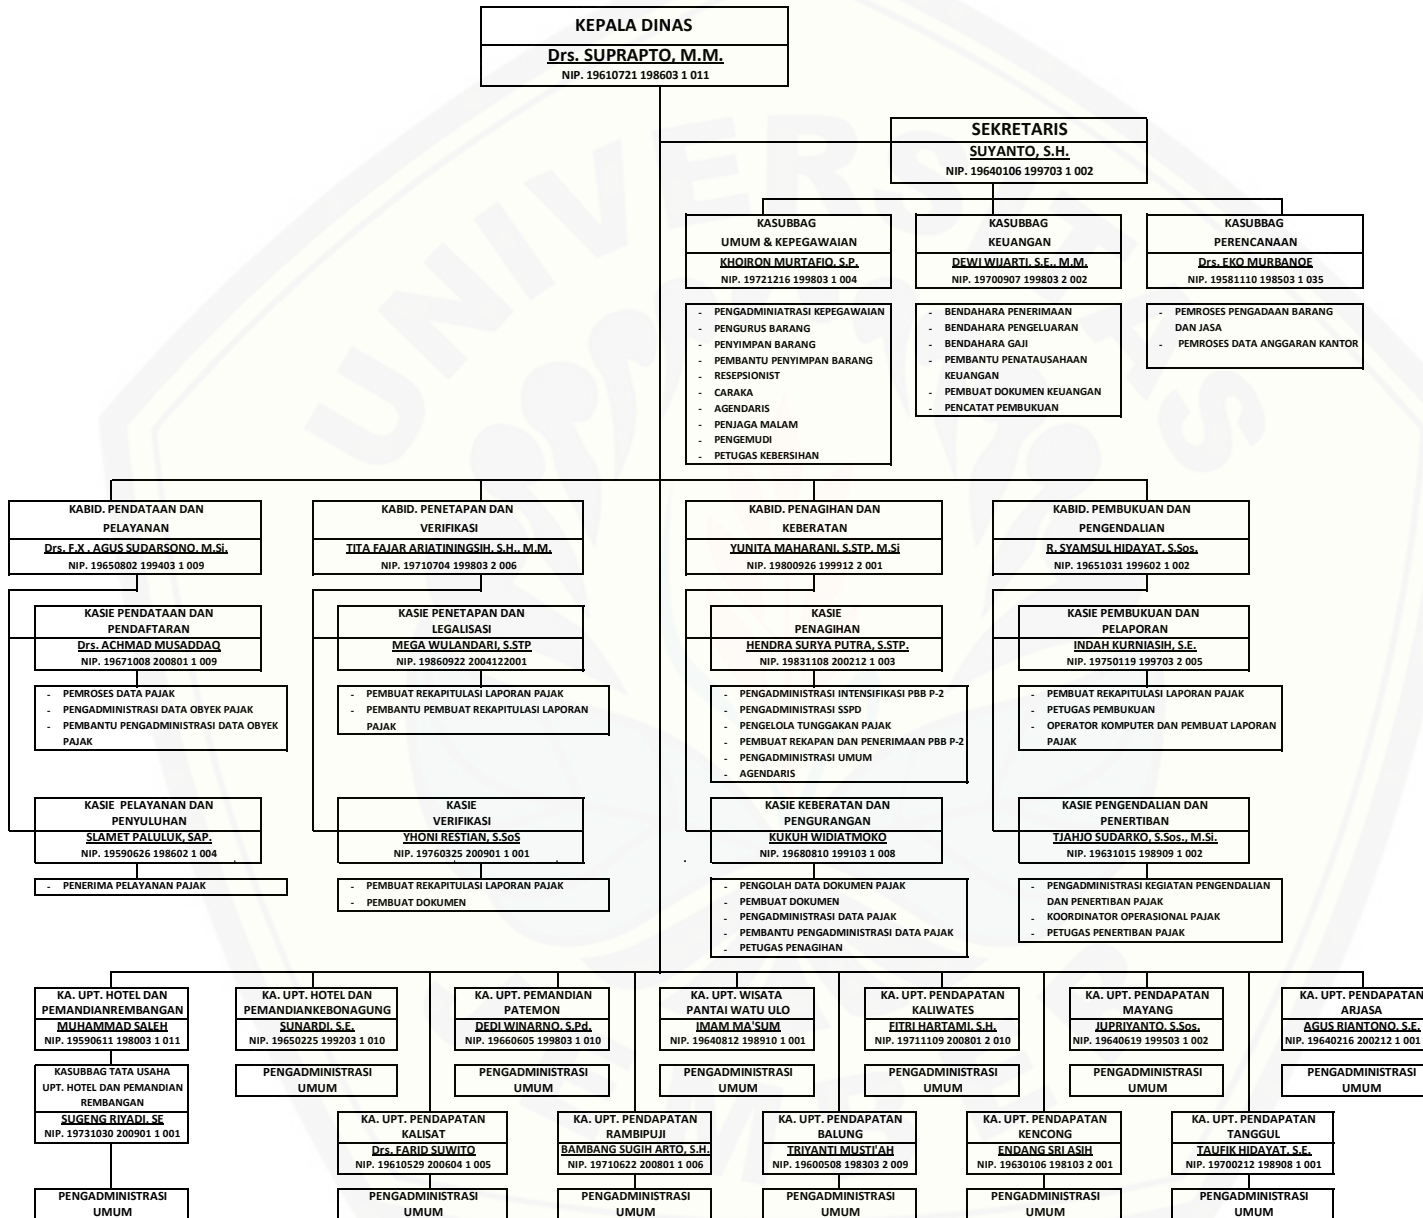 KEPALA DINAS
Drs. SUPRAPTO, M.M.
NIP. 19610721 198603 1 011
SEKRETARIS
SUYANTO, S.H.
NIP. 19640106 199703 1 002
KASUBBAG
UMUM & KEPEGAWAIAN
KHOIRON MURTAFIQ, S.P.
NIP. 19721216 199803 1 004
KASUBBAG
KEUANGAN
DEWI WIJARTI, S.E., M.M.
NIP. 19700907 199803 2 002
KASUBBAG
PERENCANAAN
Drs. EKO MURBANOE
NIP. 19581110 198503 1 035
- PENGADMINIATRASI KEPEGAWAIAN
- PENGURUS BARANG
- PENYIMPAN BARANG
- PEMBANTU PENYIMPAN BARANG
- RESEPSIONIST
- CARAKA
- AGENDARIS
- PENJAGA MALAM
- PENGEMUDI
- PETUGAS KEBERSIHAN
- BENDAHARA PENERIMAAN
- BENDAHARA PENGELUARAN
- BENDAHARA GAJI
- PEMBANTU PENATAUSAHAAN
KEUANGAN
- PEMBUAT DOKUMEN KEUANGAN
- PENCATAT PEMBUKUAN
- PEMROSES PENGADAAN BARANG
DAN JASA
- PEMROSES DATA ANGGARAN KANTOR
KABID. PENDATAAN DAN
PELAYANAN
Drs. F.X . AGUS SUDARSONO, M.Si.
NIP. 19650802 199403 1 009
KABID. PENETAPAN DAN
VERIFIKASI
TITA FAJAR ARIATININGSIH, S.H., M.M.
NIP. 19710704 199803 2 006
KABID. PENAGIHAN DAN
KEBERATAN
YUNITA MAHARANI, S.STP, M.Si
NIP. 19800926 199912 2 001
KABID. PEMBUKUAN DAN
PENGENDALIAN
R. SYAMSUL HIDAYAT, S.Sos.
NIP. 19651031 199602 1 002
KASIE PENDATAAN DAN
PENDAFTARAN
Drs. ACHMAD MUSADDAQ
NIP. 19671008 200801 1 009
KASIE PENETAPAN DAN
LEGALISASI
MEGA WULANDARI, S.STP
NIP. 19860922 2004122001
KASIE
PENAGIHAN
HENDRA SURYA PUTRA, S.STP.
NIP. 19831108 200212 1 003
KASIE PEMBUKUAN DAN
PELAPORAN
INDAH KURNIASIH, S.E.
NIP. 19750119 199703 2 005
- PEMROSES DATA PAJAK
- PENGADMINISTRASI DATA OBYEK PAJAK
- PEMBANTU PENGADMINISTRASI DATA OBYEK
PAJAK
- PEMBUAT REKAPITULASI LAPORAN PAJAK
- PEMBANTU PEMBUAT REKAPITULASI LAPORAN
PAJAK
- PENGADMINISTRASI INTENSIFIKASI PBB P-2
- PENGADMINISTRASI SSPD
- PENGELOLA TUNGGAKAN PAJAK
- PEMBUAT REKAPAN DAN PENERIMAAN PBB P-2
- PENGADMINISTRASI UMUM
- AGENDARIS
- PEMBUAT REKAPITULASI LAPORAN PAJAK
- PETUGAS PEMBUKUAN
- OPERATOR KOMPUTER DAN PEMBUAT LAPORAN
PAJAK
KASIE PELAYANAN DAN
PENYULUHAN
SLAMET PALULUK, SAP.
NIP. 19590626 198602 1 004
KASIE
VERIFIKASI
YHONI RESTIAN, S.SoS
NIP. 19760325 200901 1 001
KASIE KEBERATAN DAN
PENGURANGAN
KUKUH WIDIATMOKO
NIP. 19680810 199103 1 008
KASIE PENGENDALIAN DAN
PENERTIBAN
TJAHJO SUDARKO, S.Sos., M.Si.
NIP. 19631015 198909 1 002
- PENERIMA PELAYANAN PAJAK
- PEMBUAT REKAPITULASI LAPORAN PAJAK
- PEMBUAT DOKUMEN
- PENGOLAH DATA DOKUMEN PAJAK
- PEMBUAT DOKUMEN
- PENGADMINISTRASI DATA PAJAK
- PEMBANTU PENGADMINISTRASI DATA PAJAK
- PETUGAS PENAGIHAN
- PENGADMINISTRASI KEGIATAN PENGENDALIAN
DAN PENERTIBAN PAJAK
- KOORDINATOR OPERASIONAL PAJAK
- PETUGAS PENERTIBAN PAJAK
KA. UPT. HOTEL DAN
PEMANDIANREMBANGAN
MUHAMMAD SALEH
NIP. 19590611 198003 1 011
KA. UPT. HOTEL DAN
PEMANDIANKEBONAGUNG
SUNARDI, S.E.
NIP. 19650225 199203 1 010
KA. UPT. PEMANDIAN
PATEMON
DEDI WINARNO, S.Pd.
NIP. 19660605 199803 1 010
KA. UPT. WISATA
PANTAI WATU ULO
IMAM MA'SUM
NIP. 19640812 198910 1 001
KA. UPT. PENDAPATAN
KALIWATES
FITRI HARTAMI, S.H.
NIP. 19711109 200801 2 010
KA. UPT. PENDAPATAN
MAYANG
JUPRIYANTO, S.Sos.
NIP. 19640619 199503 1 002
KA. UPT. PENDAPATAN
ARJASA
AGUS RIANTONO, S.E.
NIP. 19640216 200212 1 001
KASUBBAG TATA USAHA
UPT. HOTEL DAN PEMANDIAN
REMBANGAN
SUGENG RIYADI, SE
NIP. 19731030 200901 1 001
PENGADMINISTRASI
UMUM
PENGADMINISTRASI
UMUM
PENGADMINISTRASI
UMUM
PENGADMINISTRASI
UMUM
PENGADMINISTRASI
UMUM
PENGADMINISTRASI
UMUM
KA. UPT. PENDAPATAN
KALISAT
Drs. FARID SUWITO
NIP. 19610529 200604 1 005
KA. UPT. PENDAPATAN
RAMBIPUJI
BAMBANG SUGIH ARTO, S.H.
NIP. 19710622 200801 1 006
KA. UPT. PENDAPATAN
BALUNG
TRIYANTI MUSTI'AH
NIP. 19600508 198303 2 009
KA. UPT. PENDAPATAN
KENCONG
ENDANG SRI ASIH
NIP. 19630106 198103 2 001
KA. UPT. PENDAPATAN
TANGGUL
TAUFIK HIDAYAT, S.E.
NIP. 19700212 198908 1 001
PENGADMINISTRASI
UMUM
PENGADMINISTRASI
UMUM
PENGADMINISTRASI
UMUM
PENGADMINISTRASI
UMUM
PENGADMINISTRASI
UMUM
PENGADMINISTRASI
UMUM
UNIVERSITAS